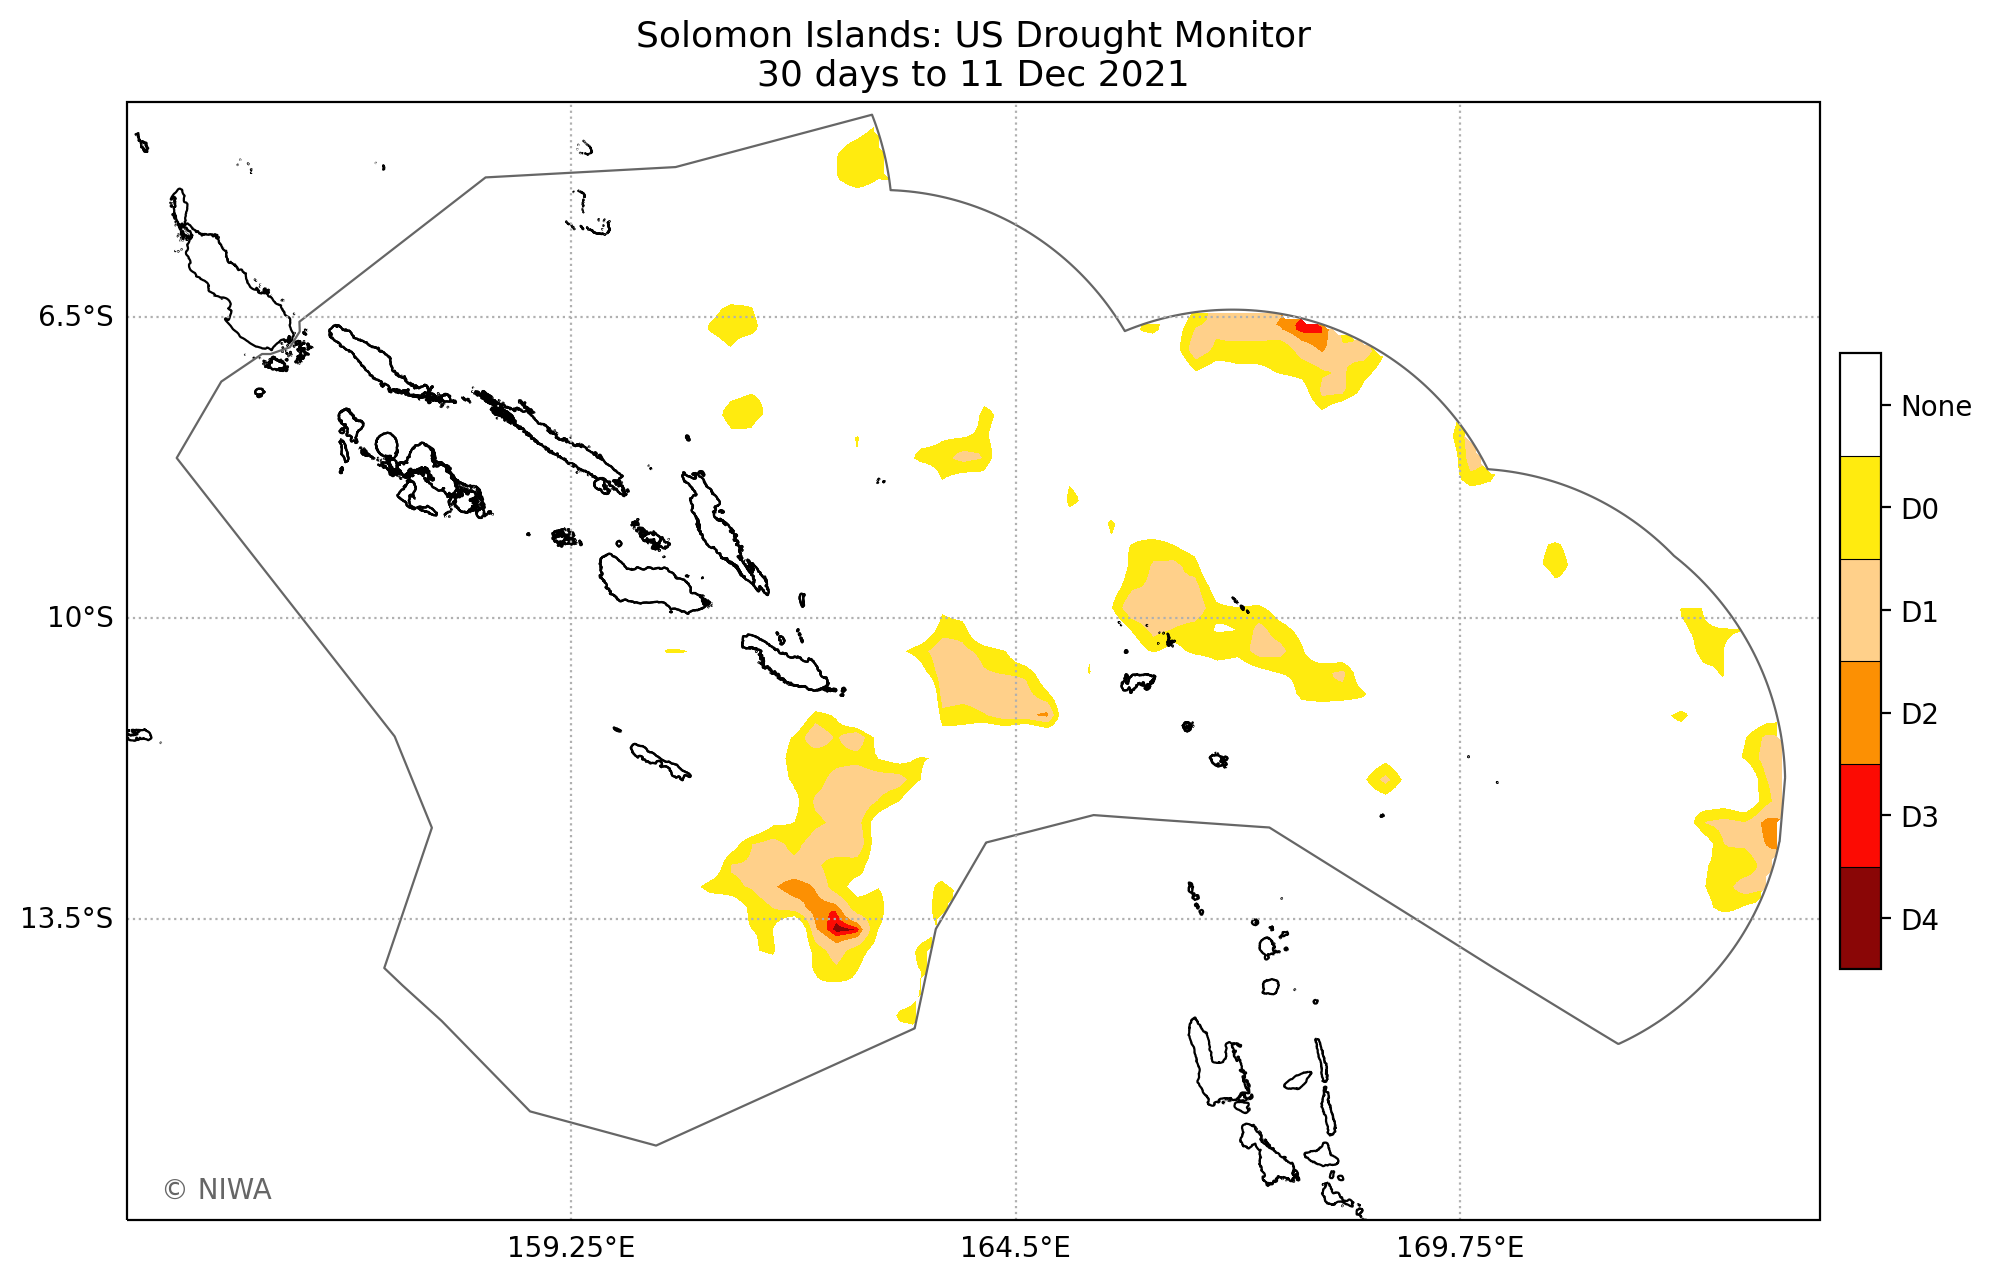 Solomon Islands: US Drought Monitor
30 days to 11 Dec 2021
6.5°S
10°S
13.5°S
159.25°E
164.5°E
169.75°E
None
D0
D1
D2
D3
D4
© NIWA